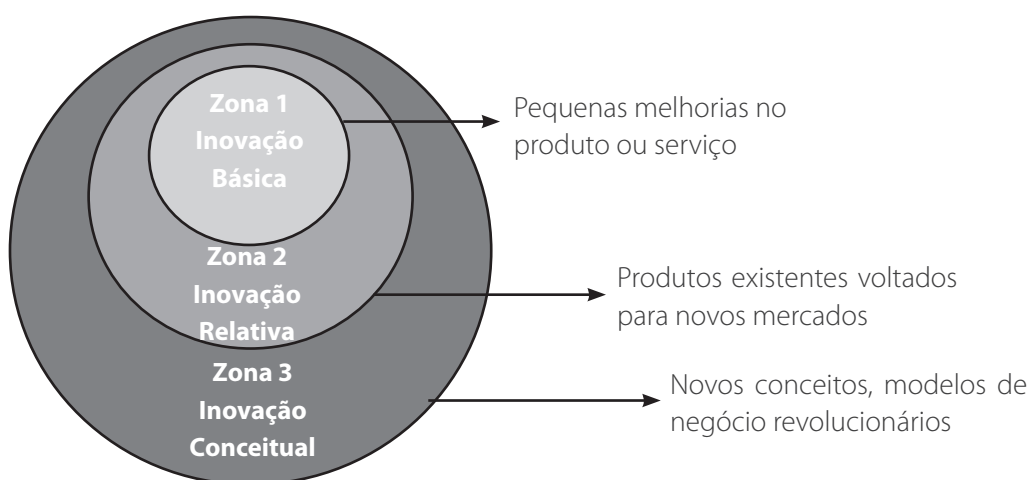 Zona 1
Inovação
Básica
Pequenas melhorias no
produto ou serviço
Zona 2
Inovação
Relativa
Produtos existentes voltados
para novos mercados
Zona 3
Inovação
Conceitual
Novos conceitos, modelos de
negócio revolucionários